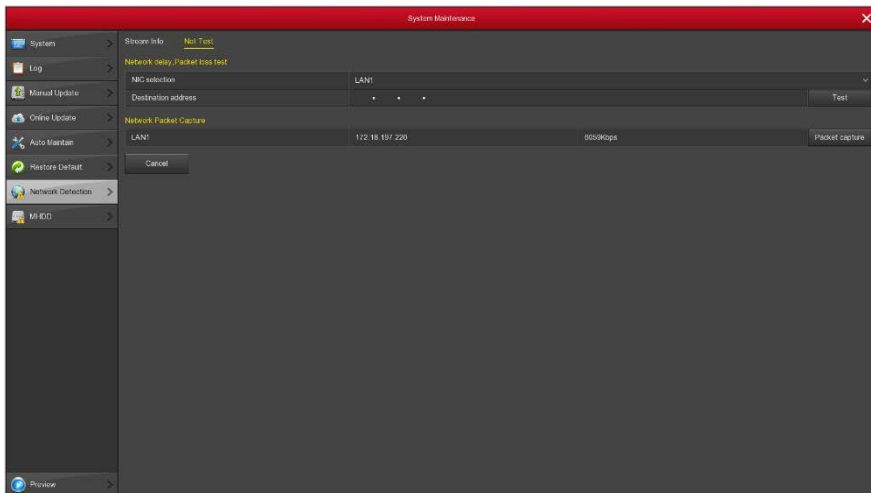 System Maintenance
System
Log
Manual Update
Online Update
Auto Maintain
Restore Default
Network Detection
MHDD
Preview
Stream Info Net Test
Network delay,Packet loss test
NIC selection LAN1
Destination address . . . Test
Network Packet Capture
LAN1 172.18.197.220 6059Kbps Packet capture
Cancel